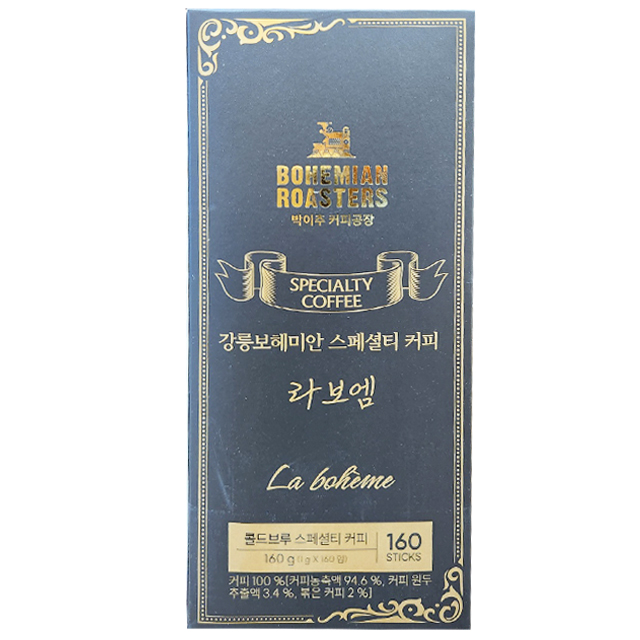 BOHEMIAN
ROASTERS
박이추 커피공장
SPECIALTY
COFFEE
강릉보헤미안 스페셜티 커피
라보엠
La bohème
콜드브루 스페셜티 커피
160 g(1g X 160 입)
160
STICKS
커피 100 %[커피농축액 94.6 %, 커피 원두
추출액 3.4 %, 볶은 커피 2 %]